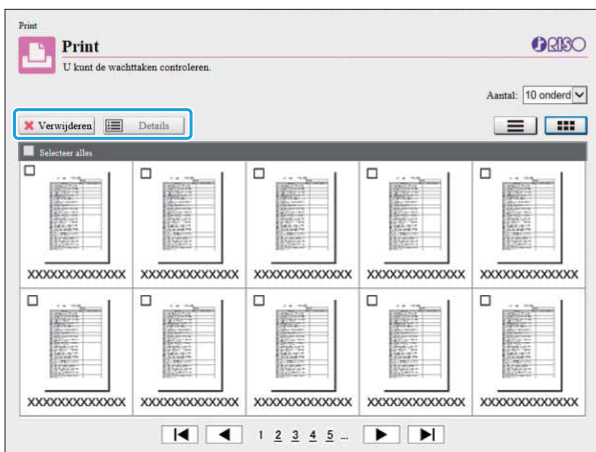 Print
Print
RISO
U kunt de wachttaken controleren.
Aantal: 10 onderd
Verwijderen Details
Selecteer alles
XXXXXXXXXXXXX XXXXXXXXXXXXX XXXXXXXXXXXXX XXXXXXXXXXXXX XXXXXXXXXXXXX
XXXXXXXXXXXXX XXXXXXXXXXXXX XXXXXXXXXXXXX XXXXXXXXXXXXX XXXXXXXXXXXXX
1 2 3 4 5 ...